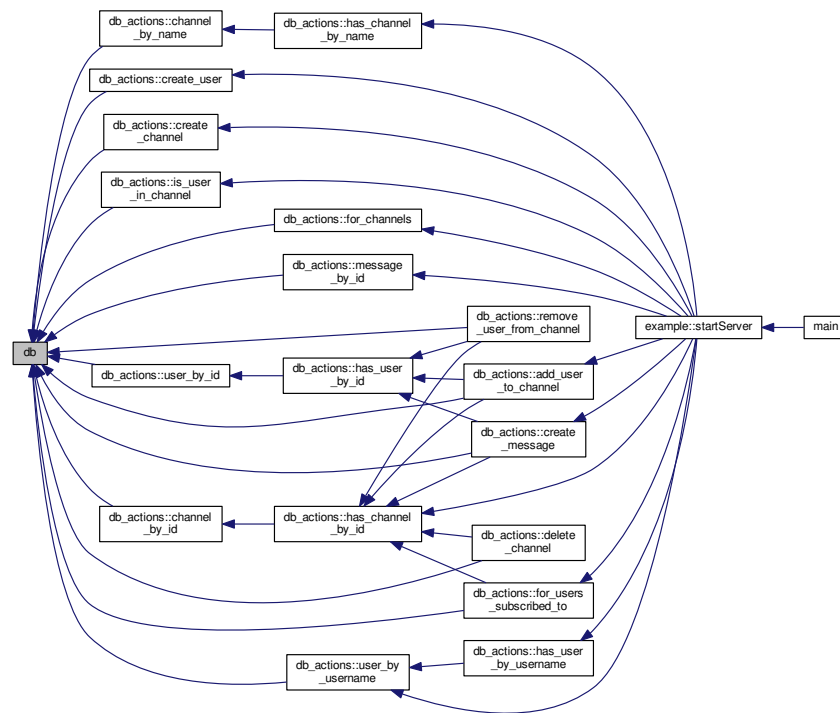 db_actions::channel
_by_name
db_actions::has_channel
_by_name
db_actions::create_user
db_actions::create
_channel
db_actions::is_user
_in_channel
db_actions::for_channels
db_actions::message
_by_id
db_actions::remove
_user_from_channel
example::startServer
main
db
db_actions::user_by_id
db_actions::has_user
_by_id
db_actions::add_user
_to_channel
db_actions::create
_message
db_actions::channel
_by_id
db_actions::has_channel
_by_id
db_actions::delete
_channel
db_actions::for_users
_subscribed_to
db_actions::user_by
_username
db_actions::has_user
_by_username